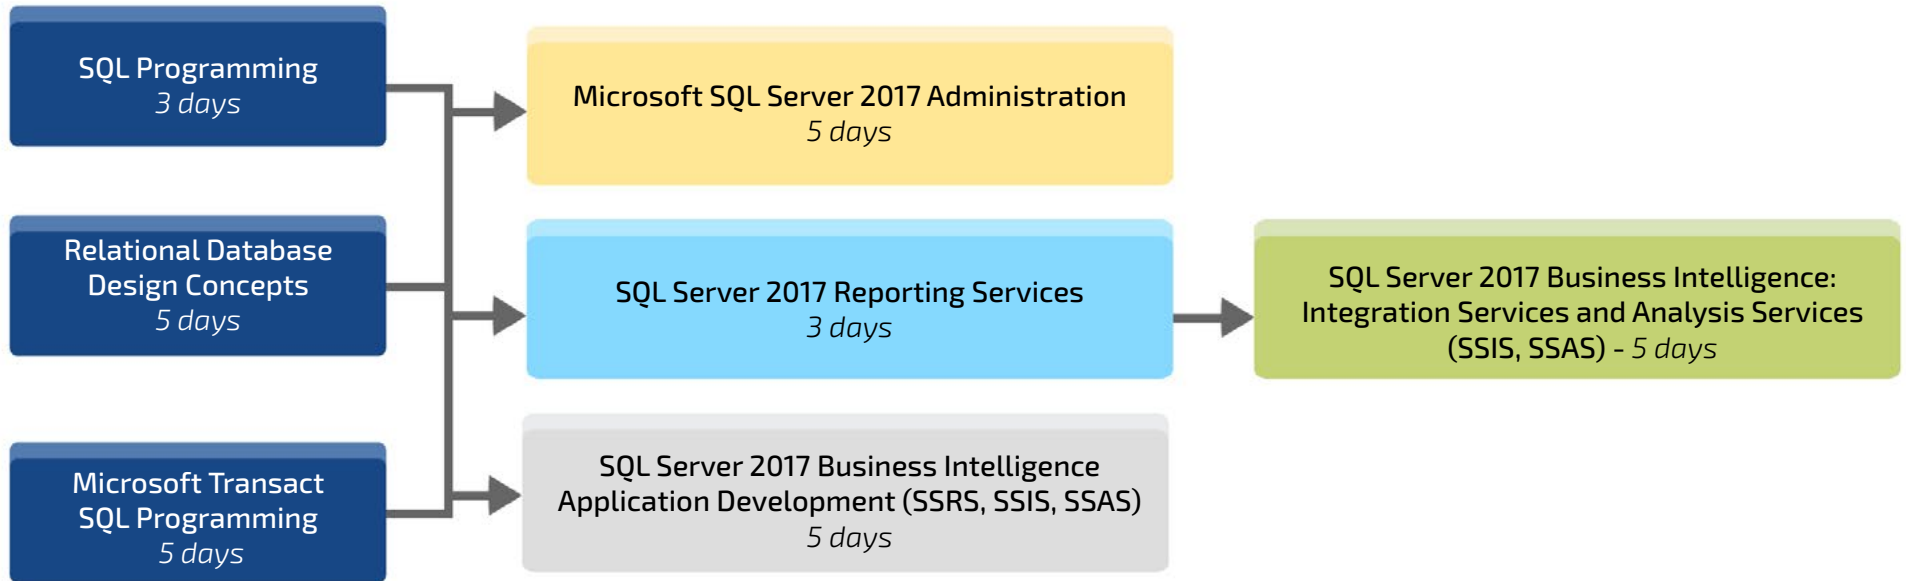 SQL Programming
3 days
Microsoft SQL Server 2017 Administration
5 days
Relational Database
Design Concepts
5 days
SQL Server 2017 Reporting Services
3 days
SQL Server 2017 Business Intelligence:
Integration Services and Analysis Services
(SSIS, SSAS) - 5 days
Microsoft Transact
SQL Programming
5 days
SQL Server 2017 Business Intelligence
Application Development (SSRS, SSIS, SSAS)
5 days